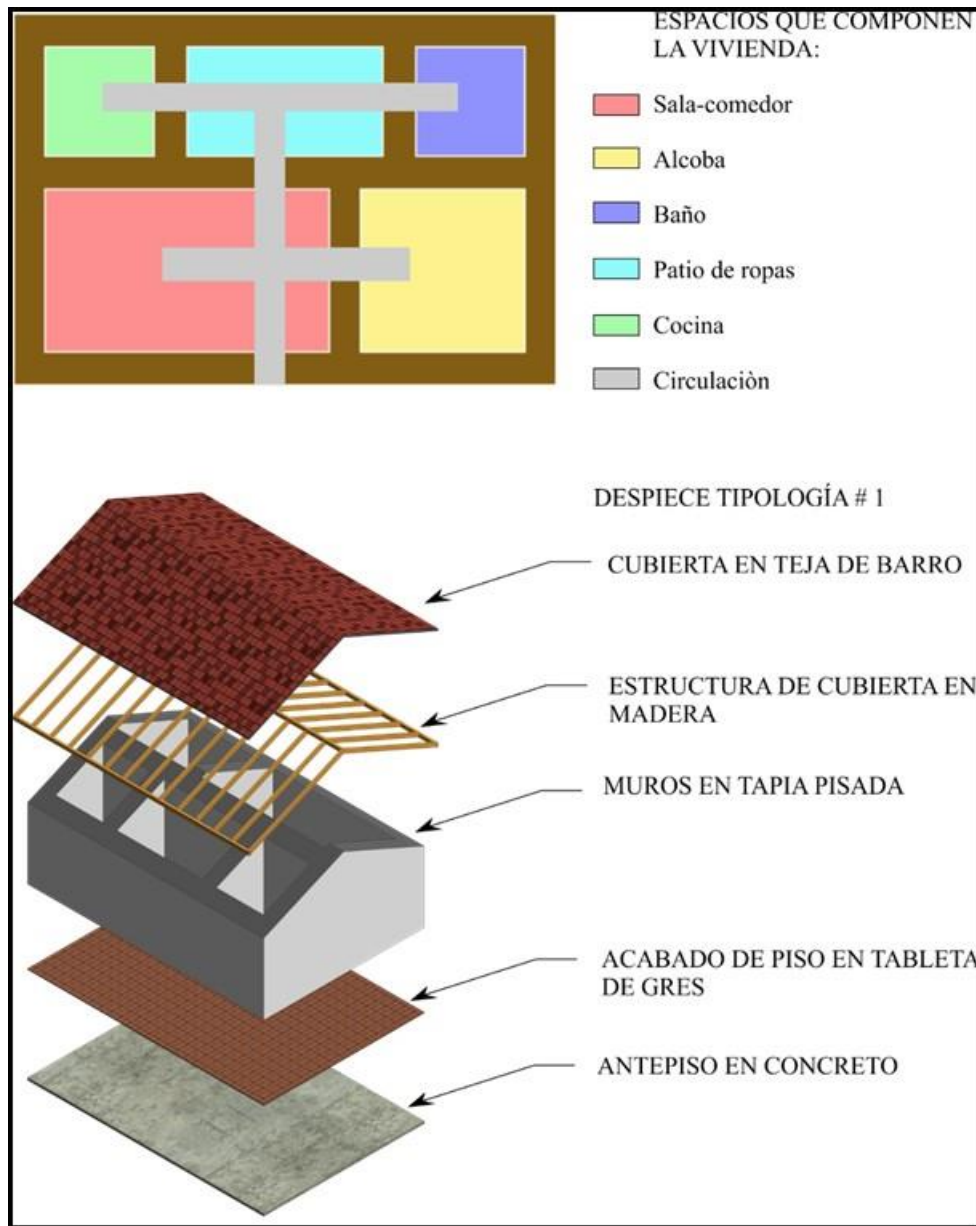 ESPACIOS QUE COMPONEN
LA VIVIENDA:
Sala-comedor
Alcoba
Baño
Patio de ropas
Cocina
Circulaciòn
DESPIECE TIPOLOGÍA # 1
CUBIERTA EN TEJA DE BARRO
ESTRUCTURA DE CUBIERTA EN
MADERA
MUROS EN TAPIA PISADA
ACABADO DE PISO EN TABLETA
DE GRES
ANTEPISO EN CONCRETO